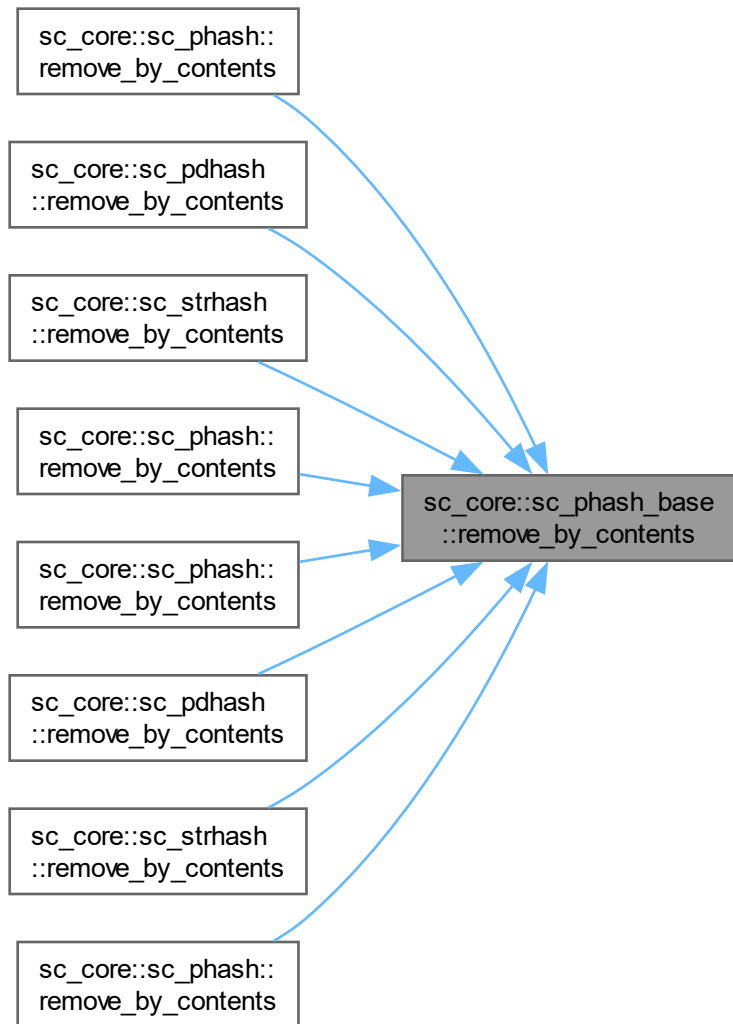 sc_core::sc_phash::
remove_by_contents
sc_core::sc_pdhash
::remove_by_contents
sc_core::sc_strhash
::remove_by_contents
sc_core::sc_phash::
remove_by_contents
sc_core::sc_phash_base
::remove_by_contents
sc_core::sc_phash::
remove_by_contents
sc_core::sc_pdhash
::remove_by_contents
sc_core::sc_strhash
::remove_by_contents
sc_core::sc_phash::
remove_by_contents